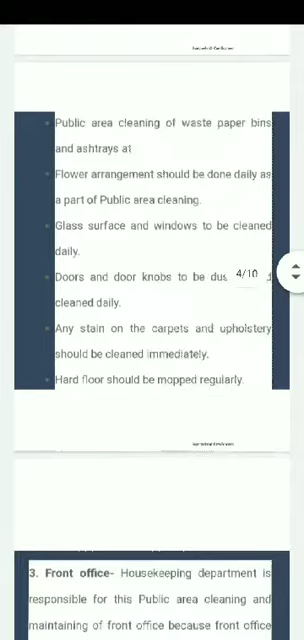 Public area cleaning of waste paper bins
and ashtrays at
Flower arrangement should be done daily as
a part of Public area cleaning.
Glass surface and windows to be cleaned
daily.
Doors and door knobs to be 4/10
cleaned daily.
Any stain on the carpets and upholstery
should be cleaned immediately.
Hard floor should be mopped regularly.
3. Front office- Housekeeping department is
responsible for this Public area cleaning and
maintaining of front office because front office